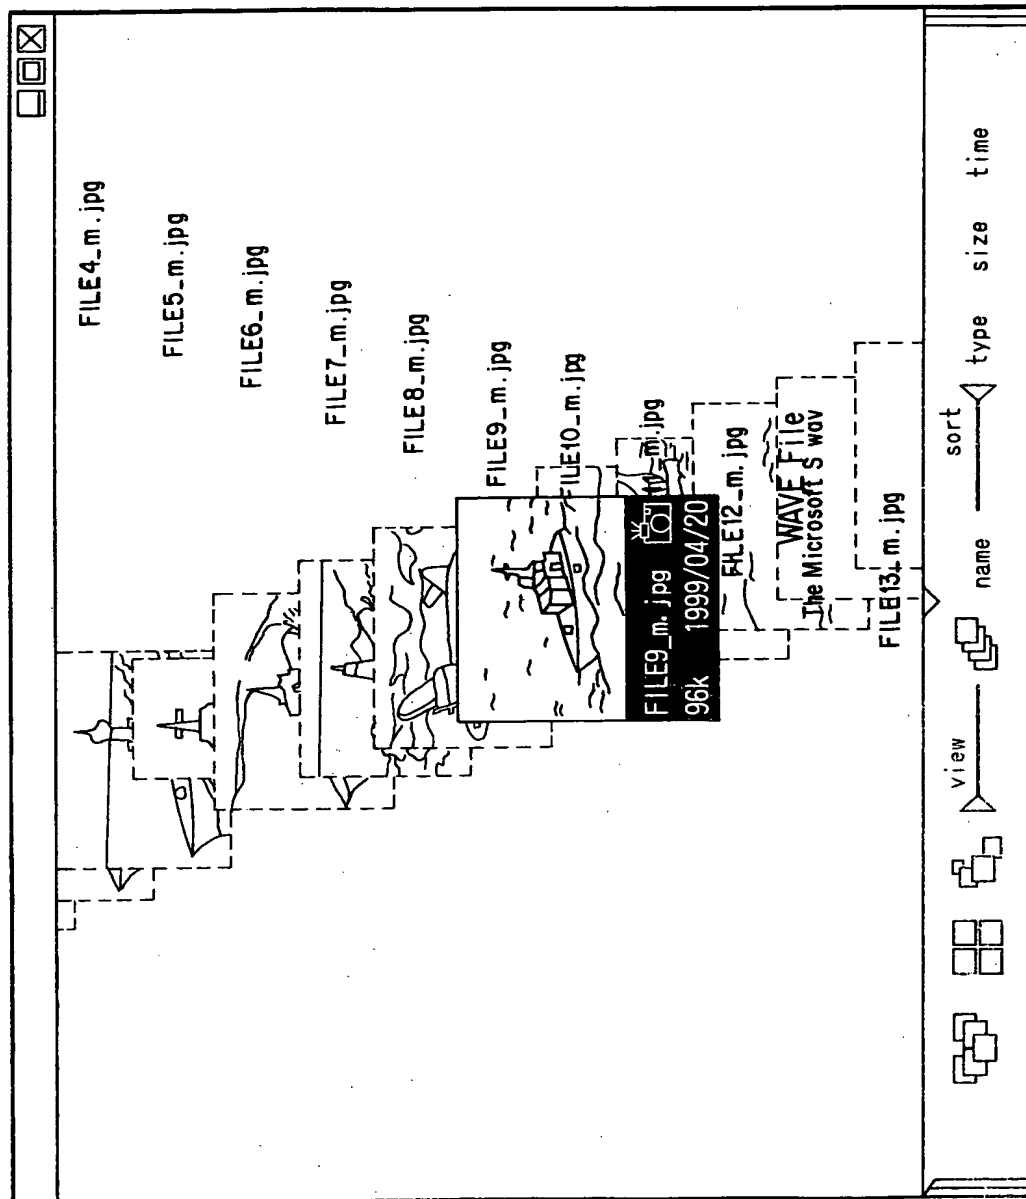 FILE4_m.jpg
FILE5_m.jpg
FILE6_m.jpg
FILE7_m.jpg
FILE8_m.jpg
FILE9_m.jpg
FILE10_m.jpg
_m.jpg
FILE9_m.jpg
96k 1999/04/20
FILE12_m.jpg
WAVE File
The Microsoft S wav
FILE13_m.jpg
view
sort
name type size time